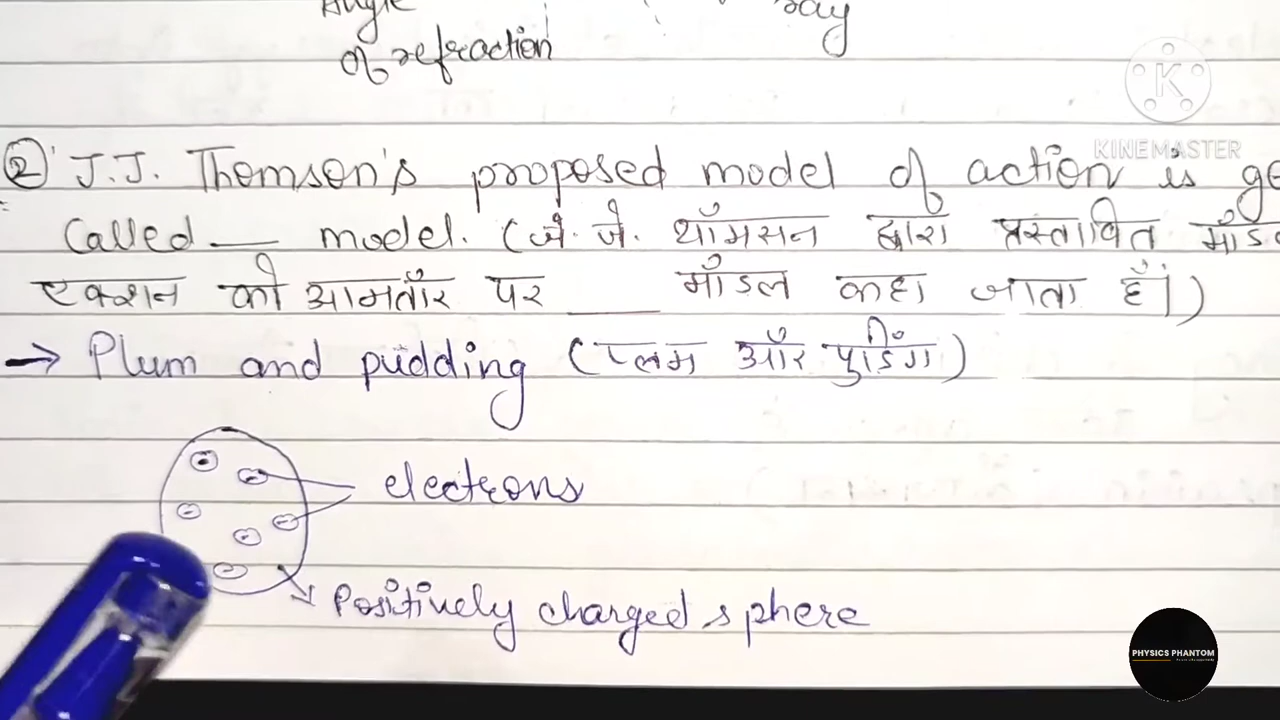 Angle ray
of refraction
K
KINEMASTER
② J.J. Thomson's proposed model of action is ge
called ___ model. (जे. जे. थॉमसन द्वारा प्रस्तावित मॉड
एक्शन को आमतौर पर ___ मॉडल कहा जाता है।)
→ Plum and pudding (प्लम और पुडिंग)
electrons
Positively charged sphere
PHYSICS PHANTOM